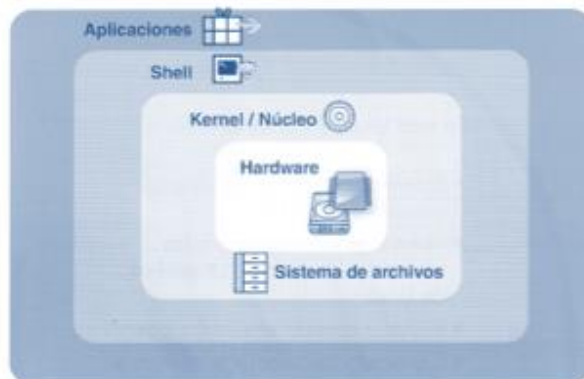 Aplicaciones
Shell
Kernel / Núcleo
Hardware
Sistema de archivos